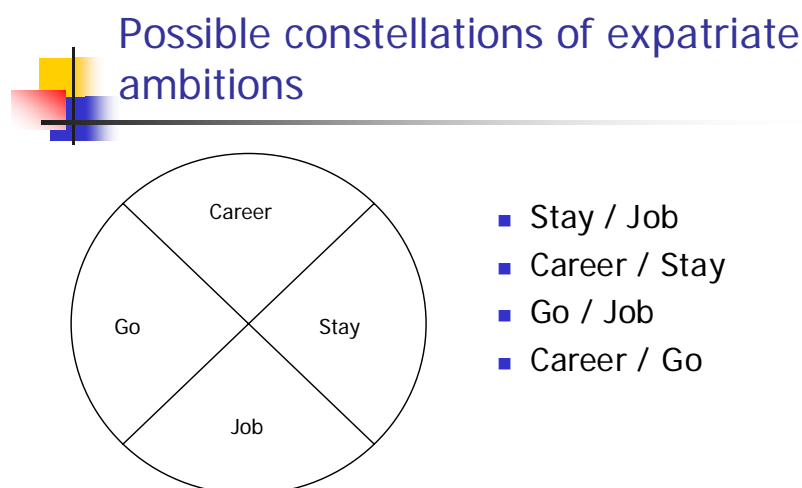 Possible constellations of expatriate
ambitions
Career
Go
Stay
Job
Stay / Job
Career / Stay
Go / Job
Career / Go